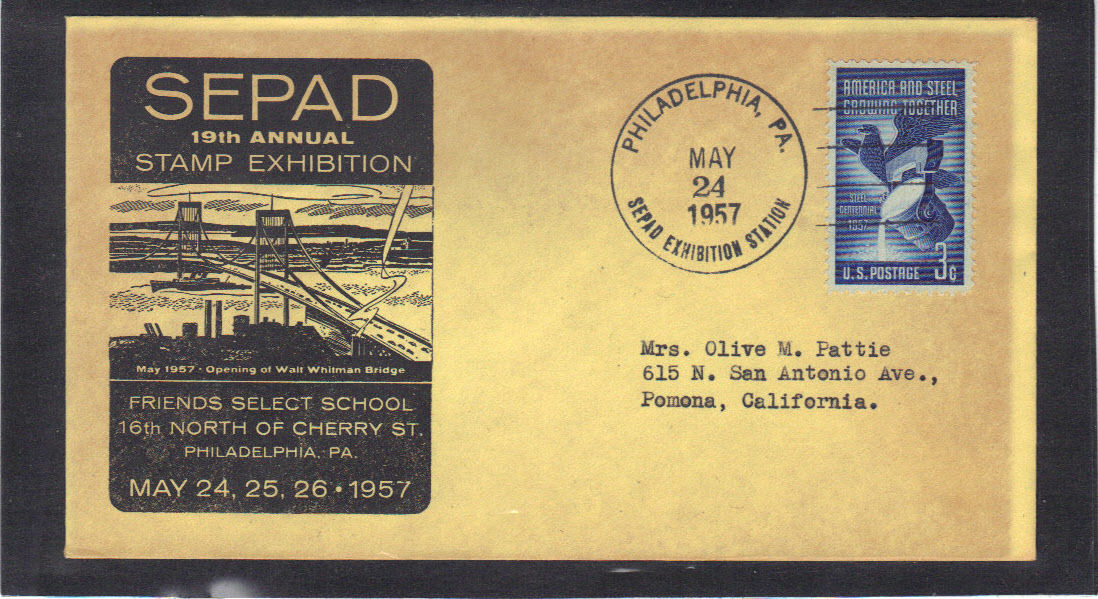 SEPAD
19th ANNUAL
STAMP EXHIBITION
May 1957 · Opening of Walt Whitman Bridge
FRIENDS SELECT SCHOOL
16th NORTH OF CHERRY ST.
PHILADELPHIA, PA.
MAY 24, 25, 26 · 1957
PHILADELPHIA, PA.
MAY
24
1957
SEPAD EXHIBITION STATION
AMERICA AND STEEL
GROWING TOGETHER
STEEL
CENTENNIAL
1857
U.S. POSTAGE 3¢
Mrs. Olive M. Pattie
615 N. San Antonio Ave.,
Pomona, California.